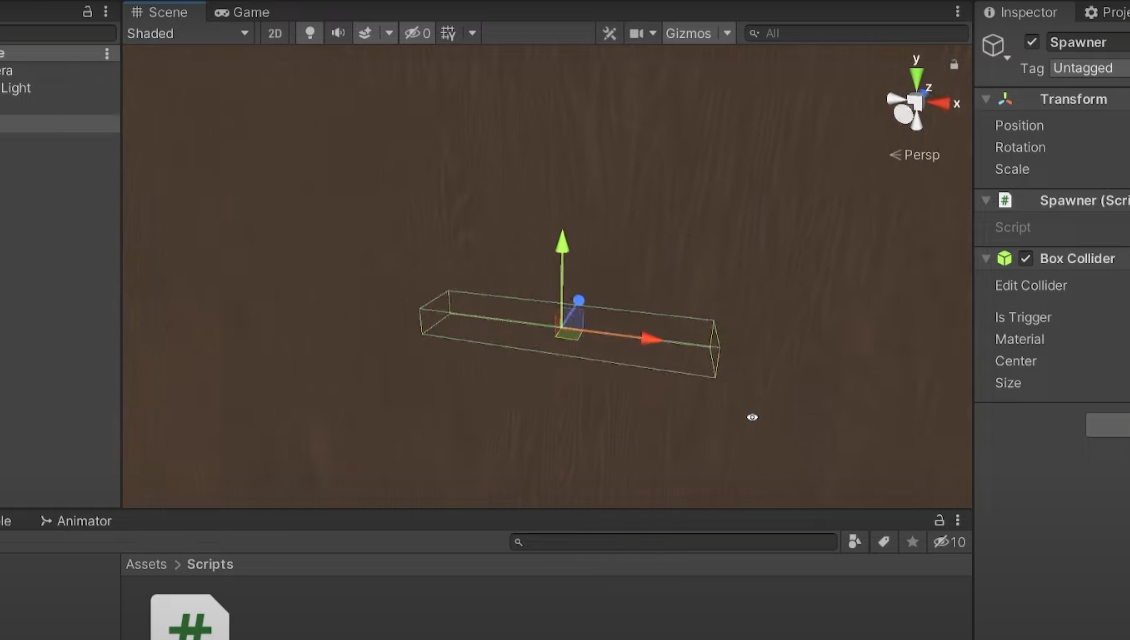 Scene
Game
Inspector
Proje
Shaded
2D
0
Gizmos
All
Spawner
Tag Untagged
e
era
Light
y
z
x
Persp
Transform
Position
Rotation
Scale
Spawner (Scri
Script
Box Collider
Edit Collider
Is Trigger
Material
Center
Size
le
Animator
10
Assets > Scripts
#